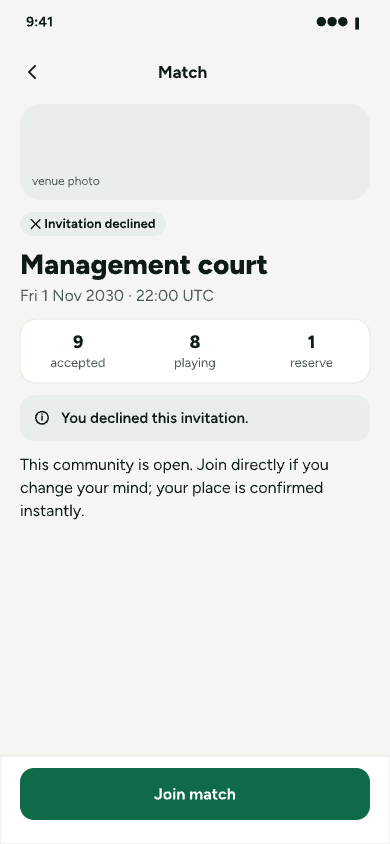 9:41
Match
venue photo
Invitation declined
Management court
Fri 1 Nov 2030 · 22:00 UTC
9 8 1
accepted playing reserve
You declined this invitation.
This community is open. Join directly if you
change your mind; your place is confirmed
instantly.
Join match